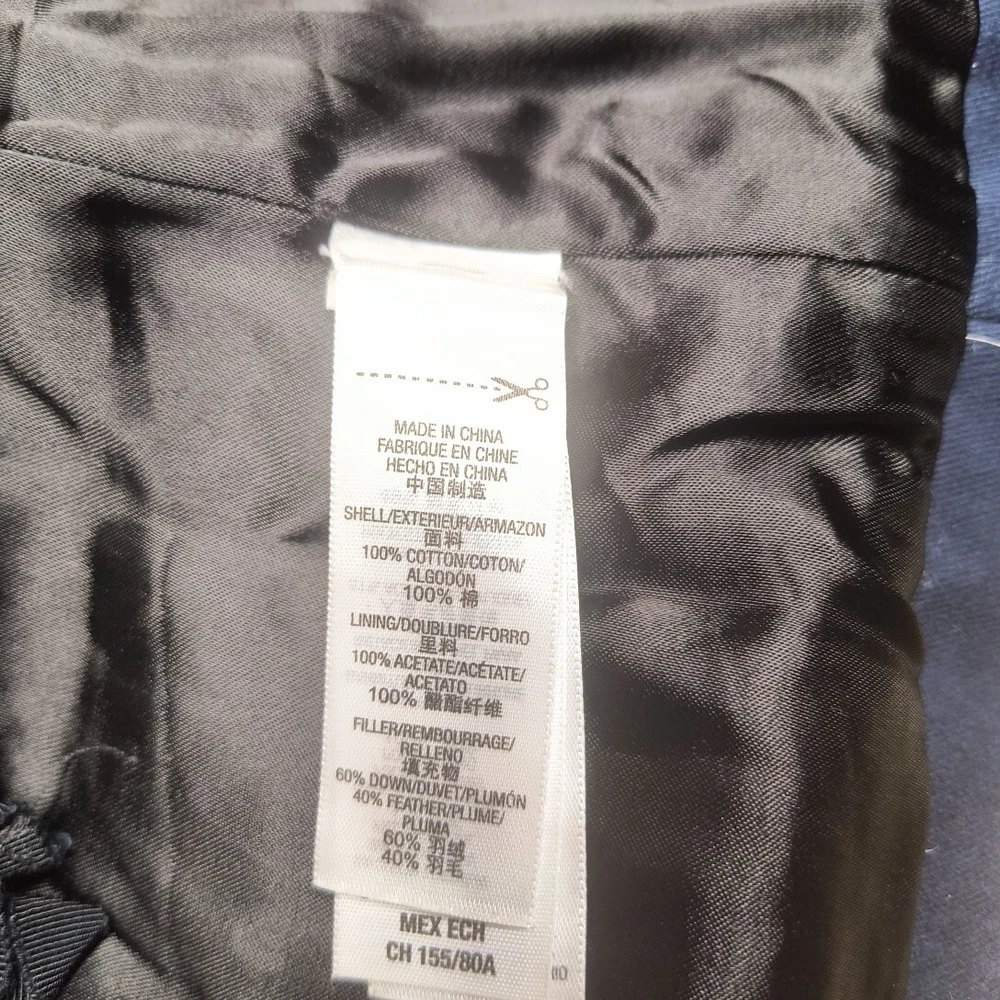 MADE IN CHINA
FABRIQUE EN CHINE
HECHO EN CHINA
中国制造
SHELL/EXTERIEUR/ARMAZON
面料
100% COTTON/COTON/
ALGODÓN
100% 棉
LINING/DOUBLURE/FORRO
里料
100% ACETATE/ACÉTATE/
ACETATO
100% 醋酯纤维
FILLER/REMBOURRAGE/
RELLENO
填充物
60% DOWN/DUVET/PLUMÓN
40% FEATHER/PLUME/
PLUMA
60% 羽绒
40% 羽毛
MEX ECH
CH 155/80A